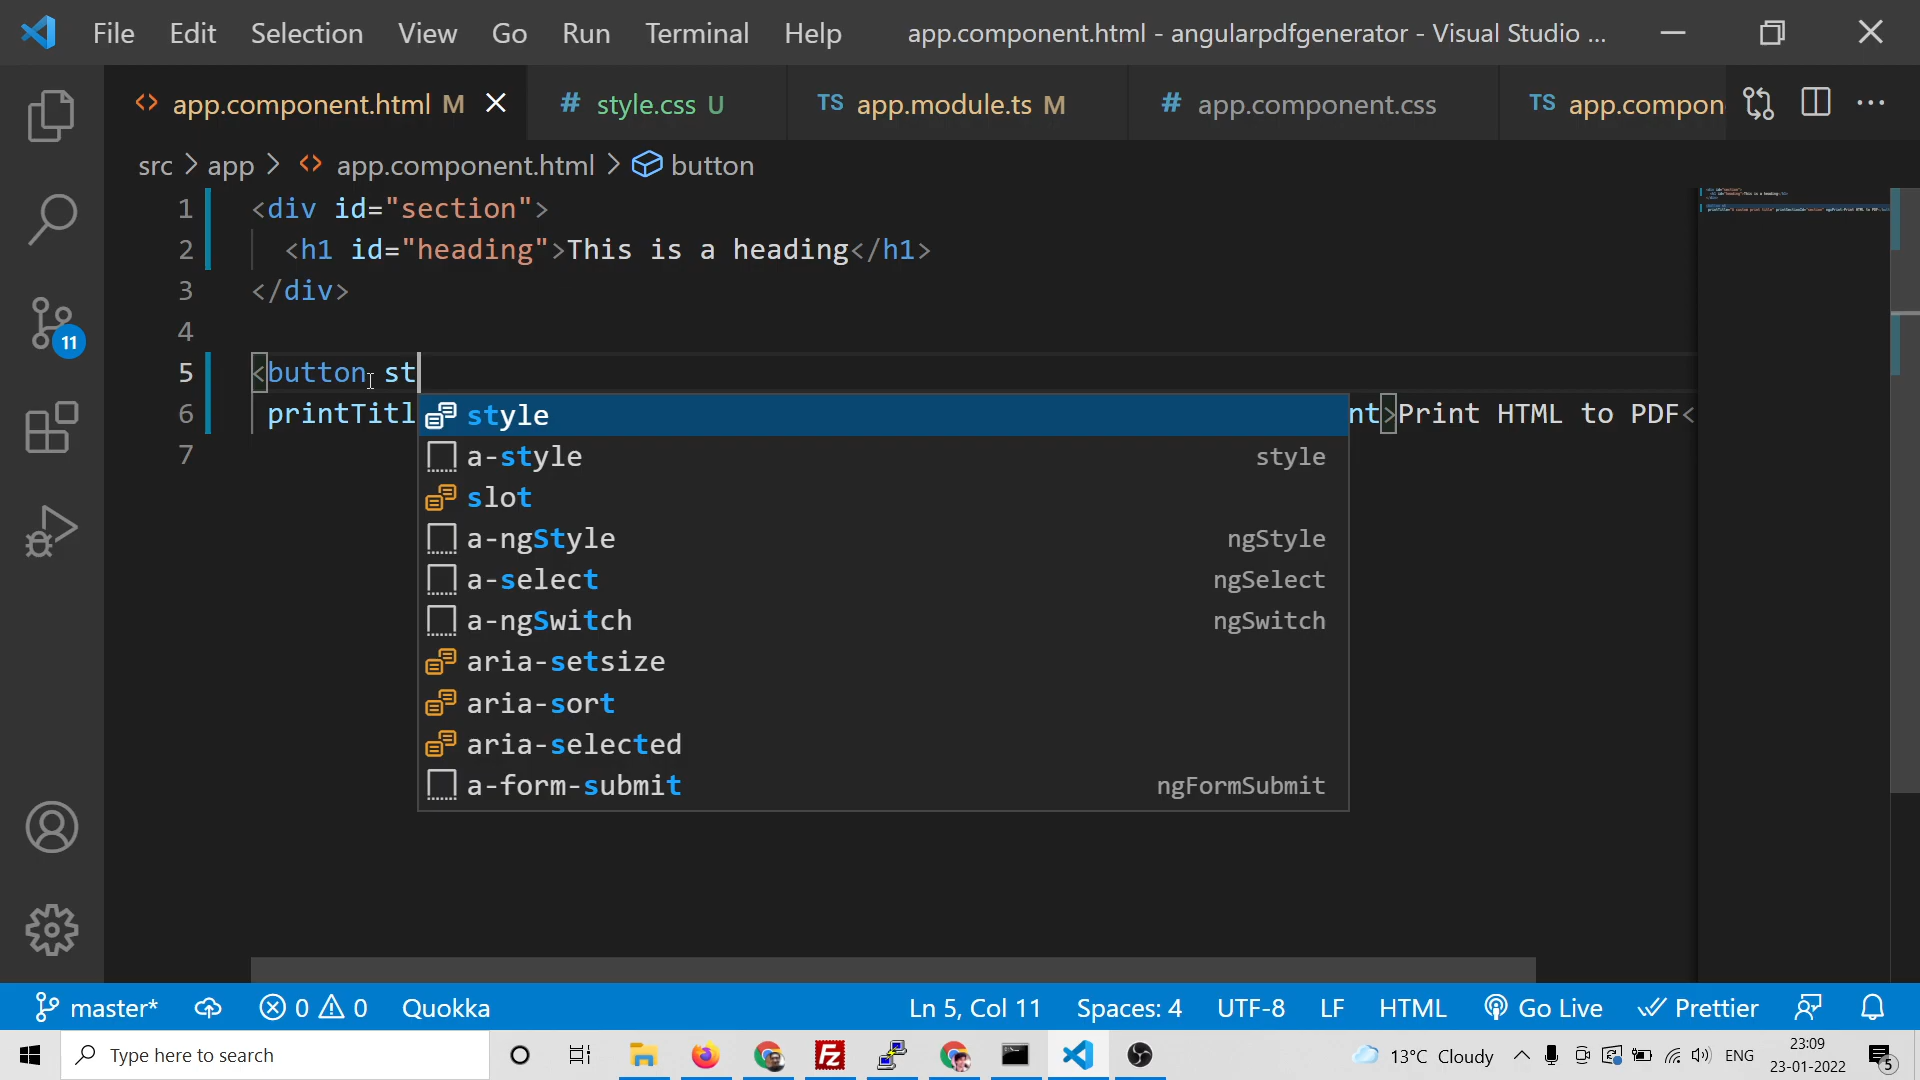 File Edit Selection View Go Run Terminal Help app.component.html - angularpdfgenerator - Visual Studio ...
<> app.component.html M # style.css U TS app.module.ts M # app.component.css TS app.compon
src > app > <> app.component.html > button
1 <div id="section">
2 <h1 id="heading">This is a heading</h1>
3 </div>
4
5 <button st
6 printTitl nt>Print HTML to PDF<
7
style
a-style style
slot
a-ngStyle ngStyle
a-select ngSelect
a-ngSwitch ngSwitch
aria-setsize
aria-sort
aria-selected
a-form-submit ngFormSubmit
11
master* 0 0 Quokka Ln 5, Col 11 Spaces: 4 UTF-8 LF HTML Go Live Prettier
Type here to search 13°C Cloudy ENG 23:09
23-01-2022 5